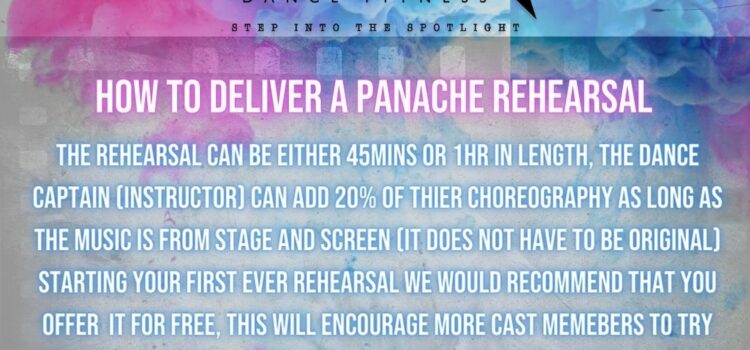 DANCE FITNESS
STEP INTO THE SPOTLIGHT
HOW TO DELIVER A PANACHE REHEARSAL
THE REHEARSAL CAN BE EITHER 45MINS OR 1HR IN LENGTH, THE DANCE
CAPTAIN (INSTRUCTOR) CAN ADD 20% OF THIER CHOREOGRAPHY AS LONG AS
THE MUSIC IS FROM STAGE AND SCREEN (IT DOES NOT HAVE TO BE ORIGINAL)
STARTING YOUR FIRST EVER REHEARSAL WE WOULD RECOMMEND THAT YOU
OFFER IT FOR FREE, THIS WILL ENCOURAGE MORE CAST MEMEBERS TO TRY